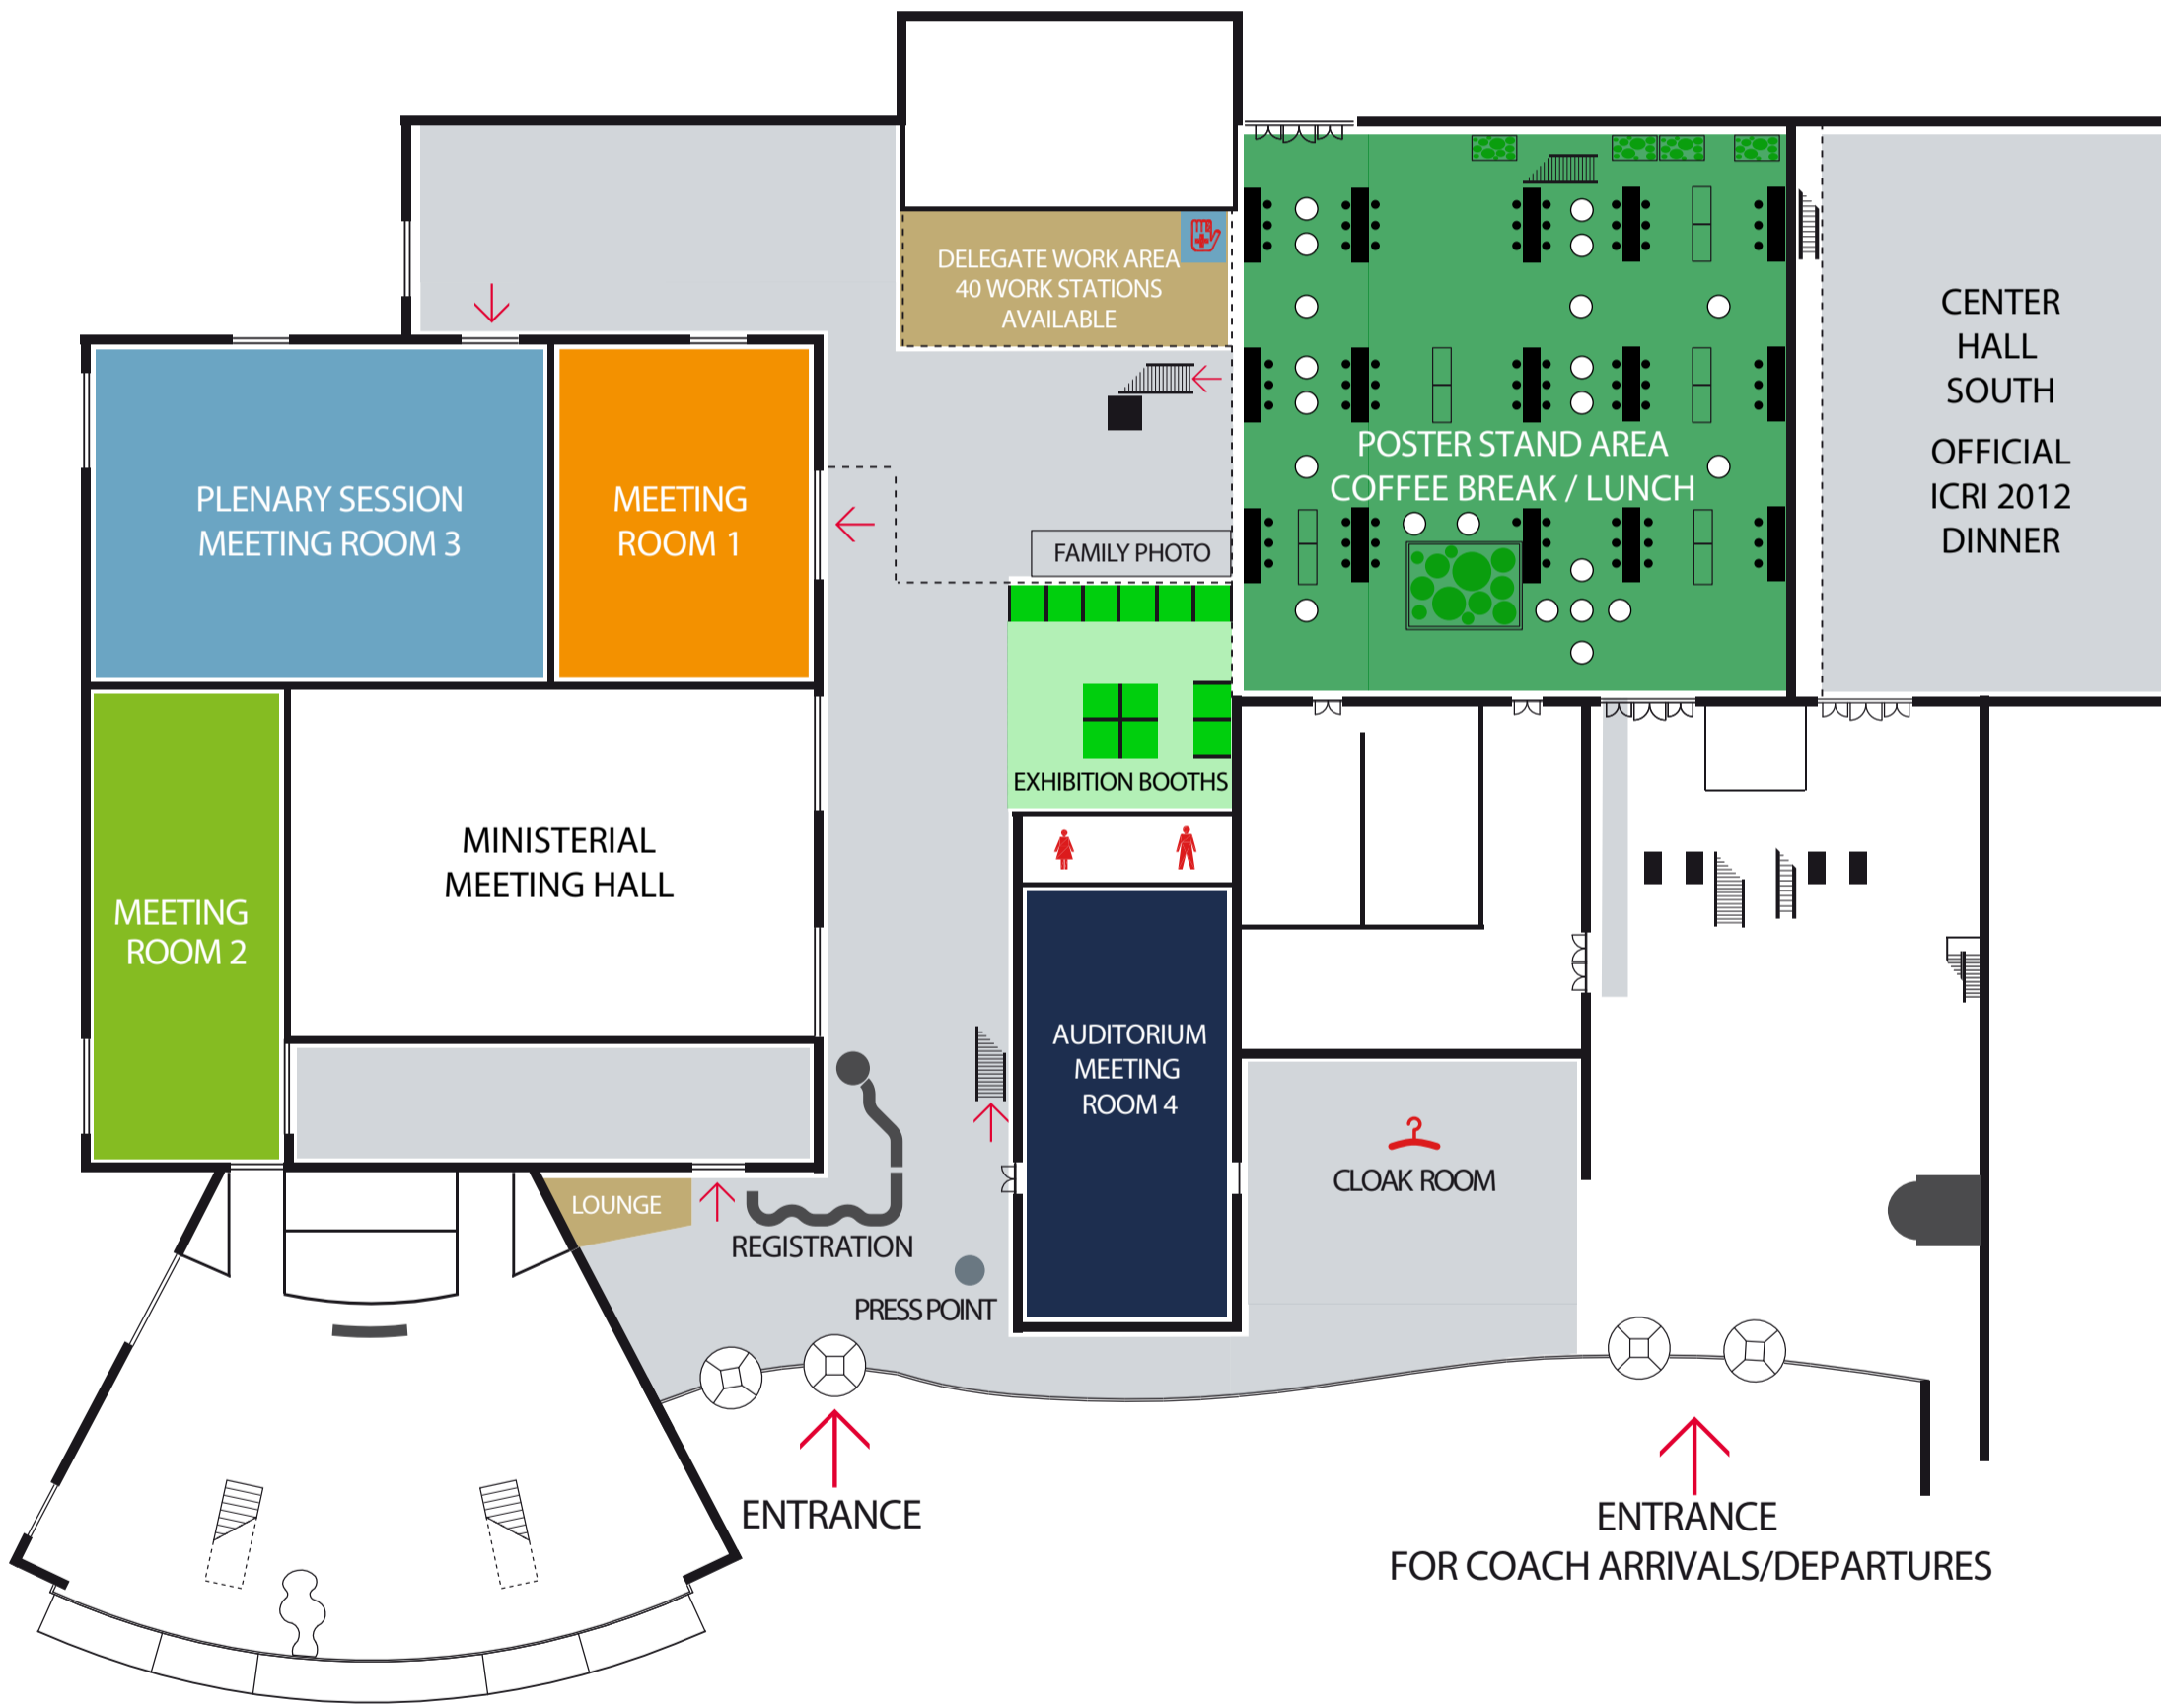 DELEGATE WORK AREA
40 WORK STATIONS
AVAILABLE
CENTER
HALL
SOUTH
OFFICIAL
ICRI 2012
DINNER
POSTER STAND AREA
COFFEE BREAK / LUNCH
PLENARY SESSION
MEETING ROOM 3
MEETING
ROOM 1
FAMILY PHOTO
EXHIBITION BOOTHS
MINISTERIAL
MEETING HALL
MEETING
ROOM 2
AUDITORIUM
MEETING
ROOM 4
CLOAK ROOM
LOUNGE
REGISTRATION
PRESS POINT
ENTRANCE
ENTRANCE
FOR COACH ARRIVALS/DEPARTURES